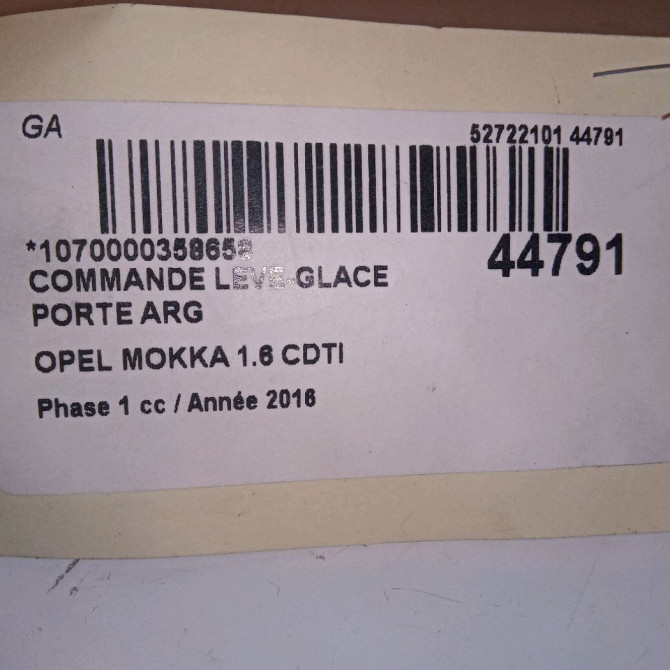 GA
52722101 44791
44791
COMMANDE LEVE-GLACE
PORTE ARG
OPEL MOKKA 1.6 CDTI
Phase 1 cc / Année 2016